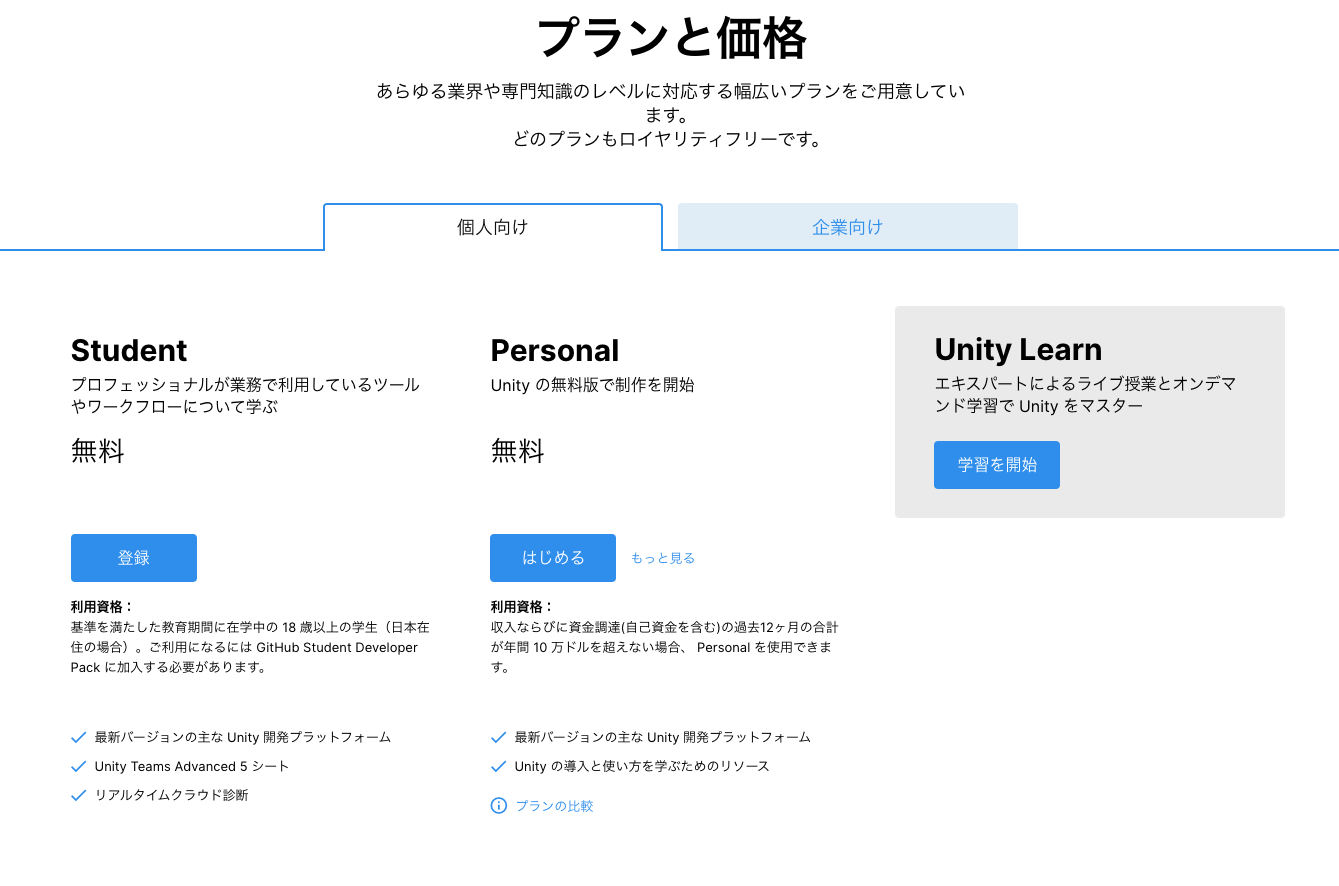 プランと価格
あらゆる業界や専門知識のレベルに対応する幅広いプランをご用意してい
ます。
どのプランもロイヤリティフリーです。
個人向け
企業向け
Student
プロフェッショナルが業務で利用しているツール
やワークフローについて学ぶ
無料
登録
利用資格：
基準を満たした教育期間に在学中の 18 歳以上の学生（日本在
住の場合）。ご利用になるには GitHub Student Developer
Pack に加入する必要があります。
最新バージョンの主な Unity 開発プラットフォーム
Unity Teams Advanced 5 シート
リアルタイムクラウド診断
Personal
Unity の無料版で制作を開始
無料
はじめる
もっと見る
利用資格：
収入ならびに資金調達(自己資金を含む)の過去12ヶ月の合計
が年間 10 万ドルを超えない場合、 Personal を使用できま
す。
最新バージョンの主な Unity 開発プラットフォーム
Unity の導入と使い方を学ぶためのリソース
プランの比較
Unity Learn
エキスパートによるライブ授業とオンデマ
ンド学習で Unity をマスター
学習を開始